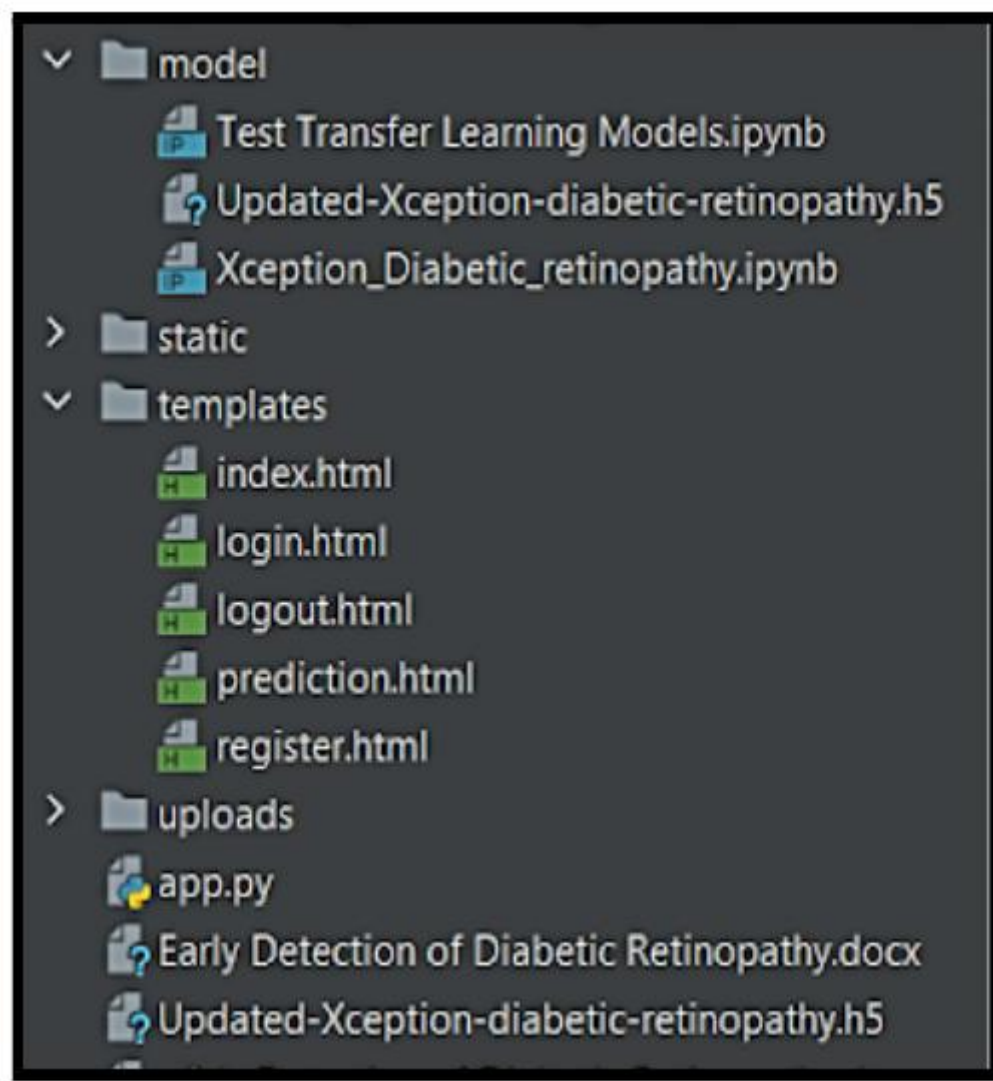 model
Test Transfer Learning Models.ipynb
Updated-Xception-diabetic-retinopathy.h5
Xception_Diabetic_retinopathy.ipynb
static
templates
index.html
login.html
logout.html
prediction.html
register.html
uploads
app.py
Early Detection of Diabetic Retinopathy.docx
Updated-Xception-diabetic-retinopathy.h5